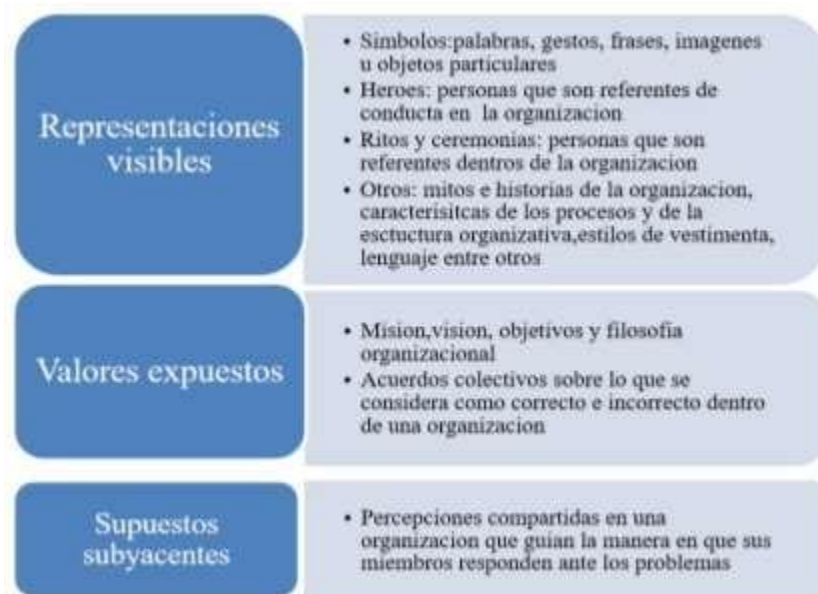 Representaciones
visibles
• Simbolos:palabras, gestos, frases, imagenes
u objetos particulares
• Heroes: personas que son referentes de
conducta en la organizacion
• Ritos y ceremonias: personas que son
referentes dentros de la organizacion
• Otros: mitos e historias de la organizacion,
caracterisitcas de los procesos y de la
esctuctura organizativa,estilos de vestimenta,
lenguaje entre otros
Valores expuestos
• Mision,vision, objetivos y filosofia
organizacional
• Acuerdos colectivos sobre lo que se
considera como correcto e incorrecto dentro
de una organizacion
Supuestos
subyacentes
• Percepciones compartidas en una
organizacion que guian la manera en que sus
miembros responden ante los problemas